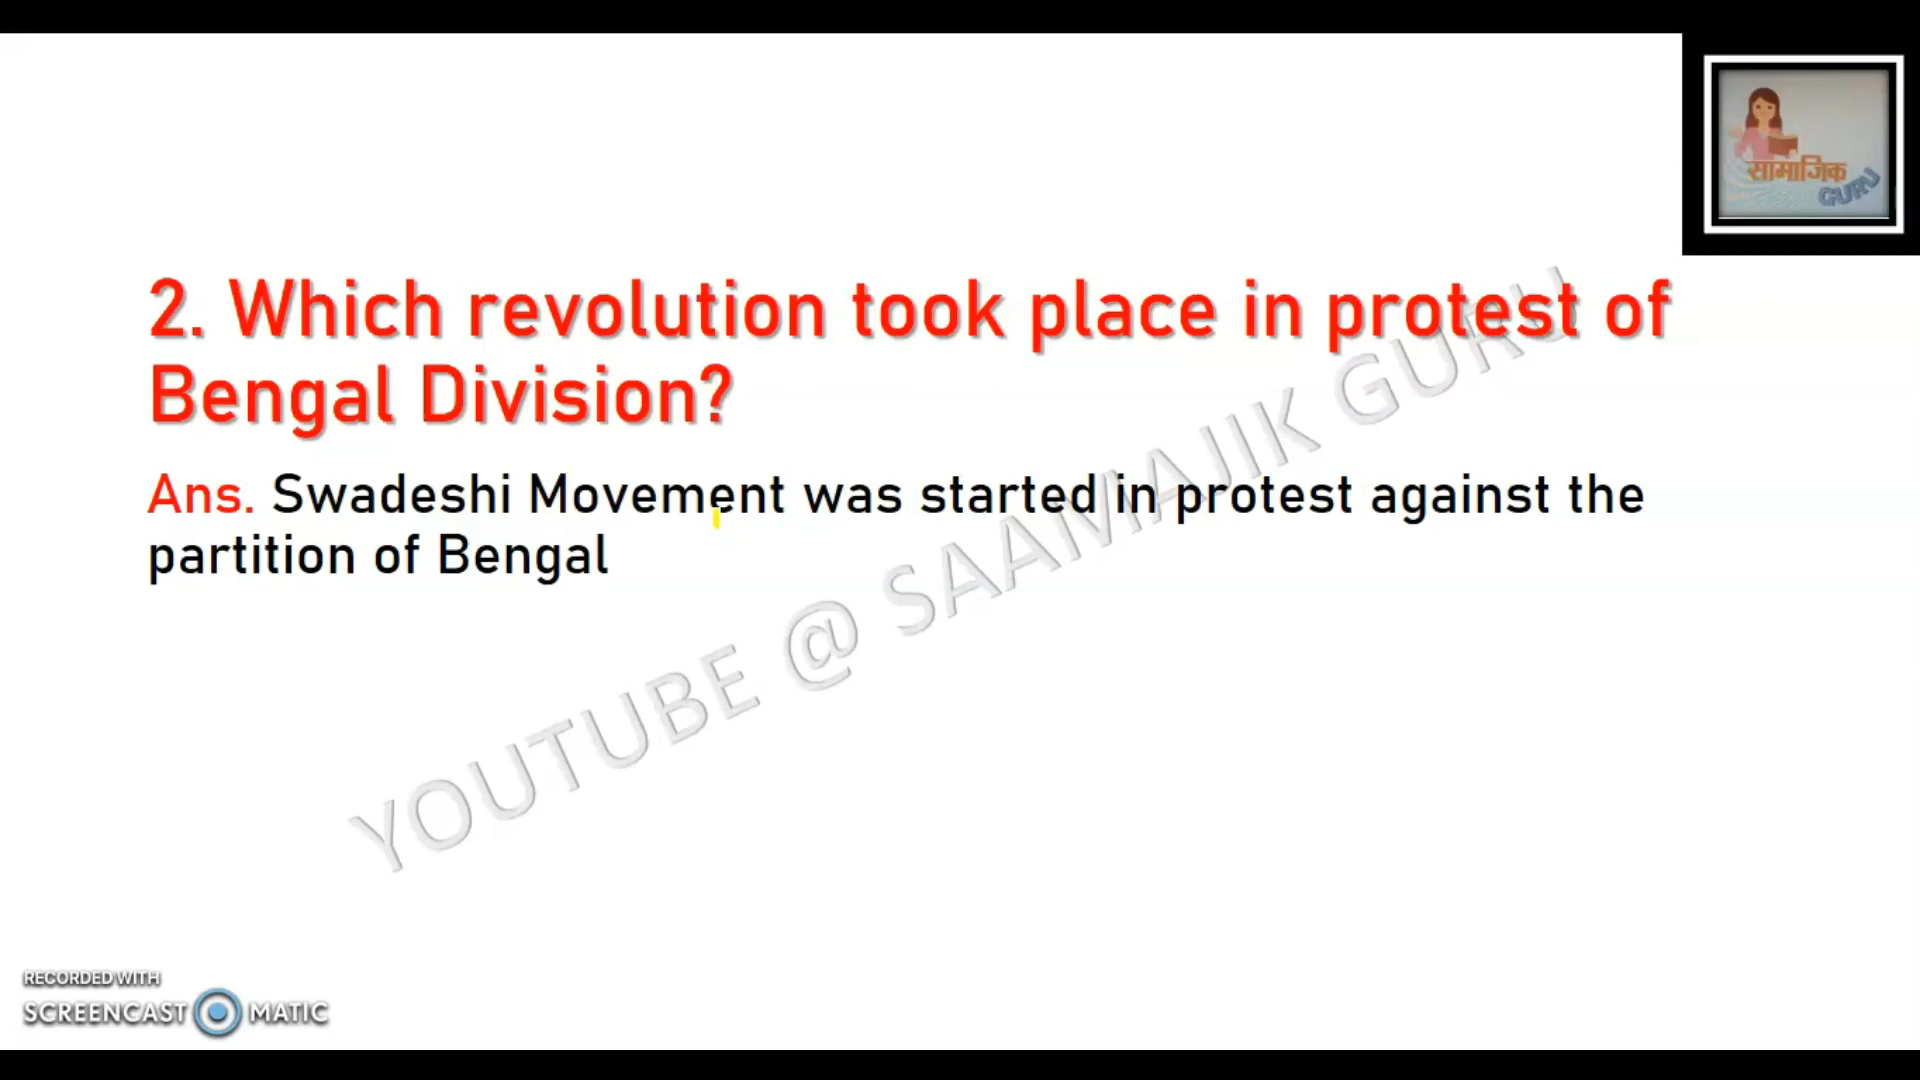 सामाजिक
GURU
2. Which revolution took place in protest of
Bengal Division?
Ans. Swadeshi Movement was started in protest against the
partition of Bengal
YOUTUBE @ SAAMAJIK GURU
RECORDED WITH
SCREENCAST MATIC